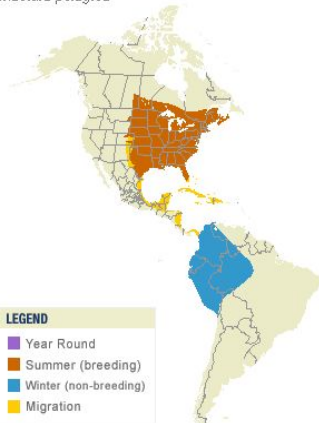 LEGEND
Year Round
Summer (breeding)
Winter (non-breeding)
Migration